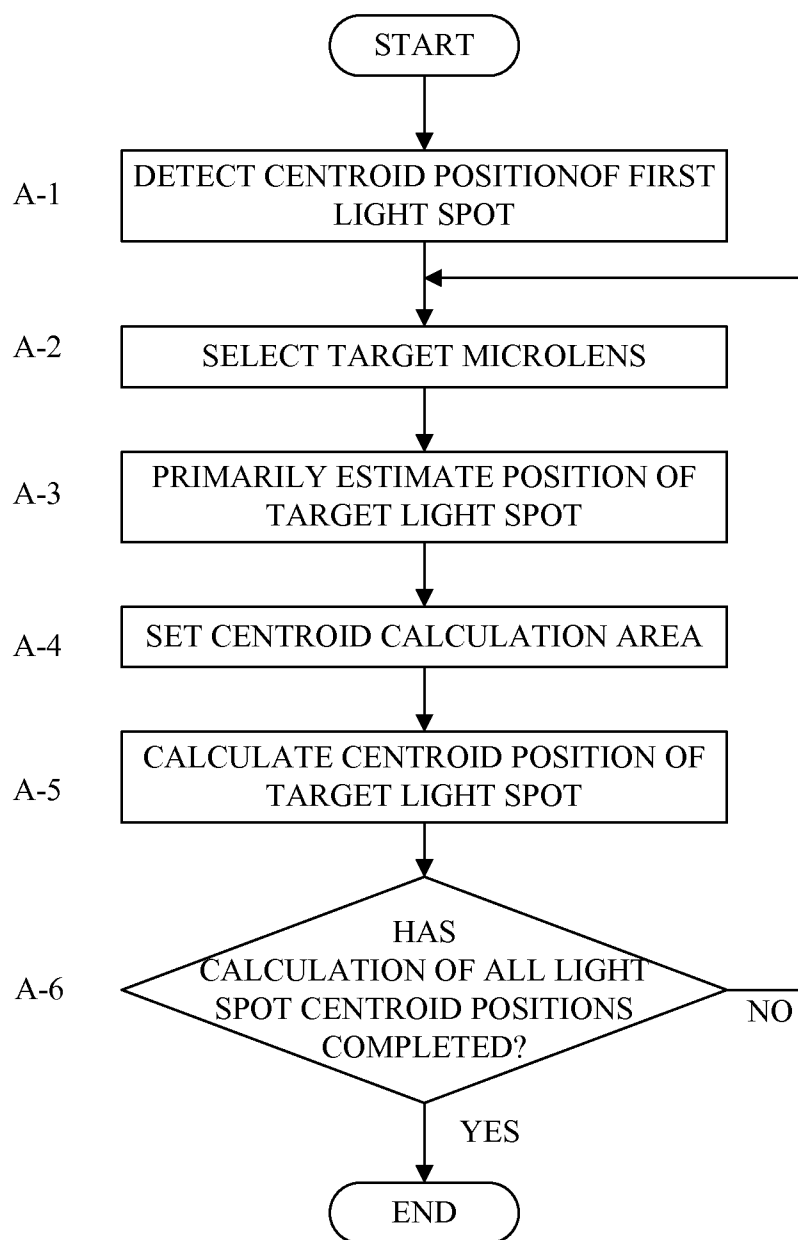 START
A-1
DETECT CENTROID POSITIONOF FIRST
LIGHT SPOT
A-2
SELECT TARGET MICROLENS
A-3
PRIMARILY ESTIMATE POSITION OF
TARGET LIGHT SPOT
A-4
SET CENTROID CALCULATION AREA
A-5
CALCULATE CENTROID POSITION OF
TARGET LIGHT SPOT
A-6
HAS
CALCULATION OF ALL LIGHT
SPOT CENTROID POSITIONS
COMPLETED?
NO
YES
END